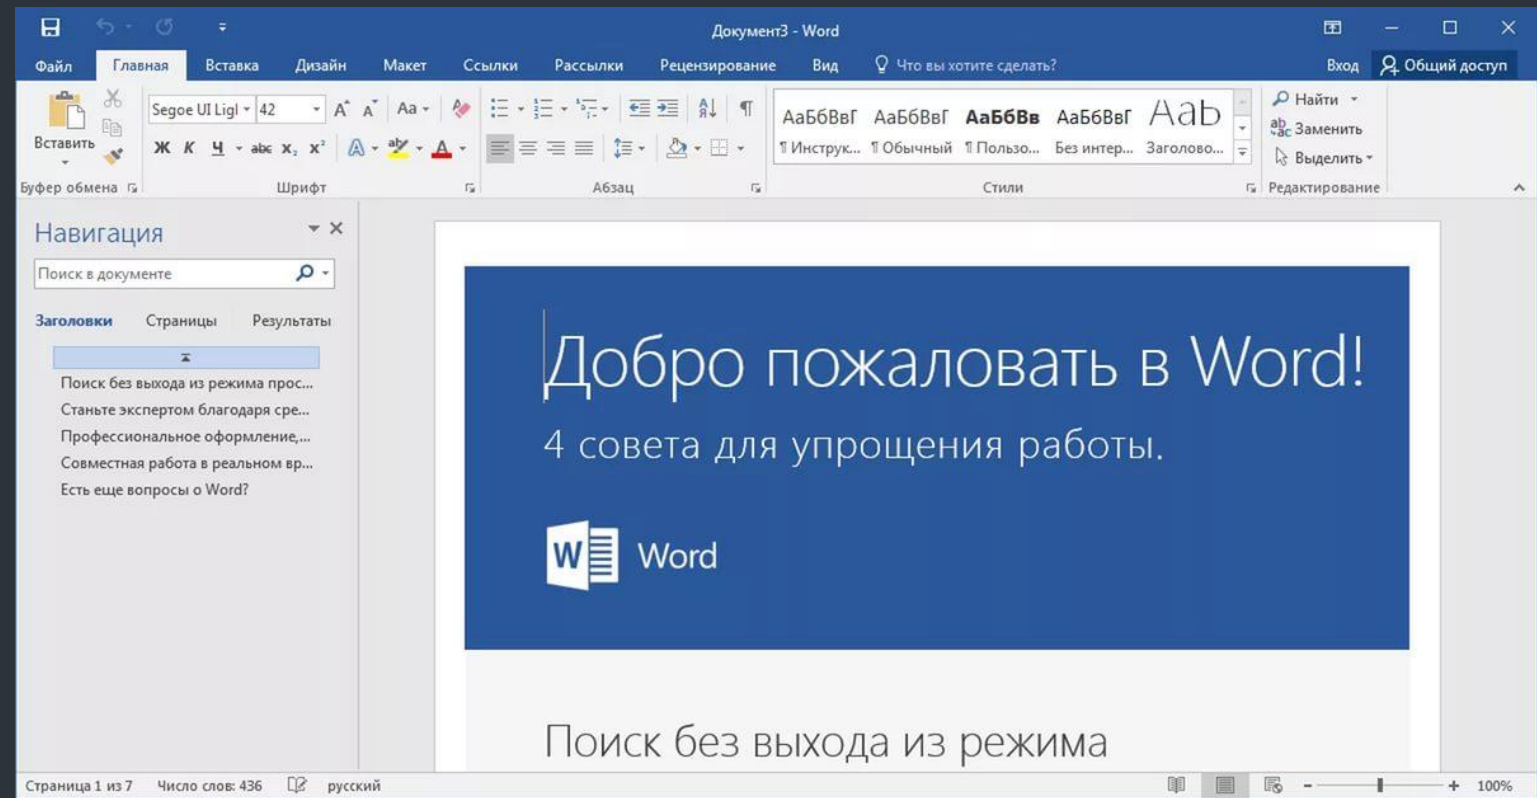 Документ3 - Word
Файл Главная Вставка Дизайн Макет Ссылки Рассылки Рецензирование Вид Что вы хотите сделать? Вход Общий доступ
Вставить
Segoe UI Ligl 42 Aa
Ж К Ч abc x₂ x² A aby A
АаБбВвГ АаБбВвГ АаБбВв АаБбВвГ AaЬ
¶ Инструк... ¶ Обычный ¶ Пользо... Без интер... Заголово...
Найти
Заменить
Выделить
Буфер обмена Шрифт Абзац Стили Редактирование
Навигация
Поиск в документе
Заголовки Страницы Результаты
Поиск без выхода из режима прос...
Станьте экспертом благодаря сре...
Профессиональное оформление,...
Совместная работа в реальном вр...
Есть еще вопросы о Word?
Добро пожаловать в Word!
4 совета для упрощения работы.
W Word
Поиск без выхода из режима
Страница 1 из 7 Число слов: 436 русский 100%